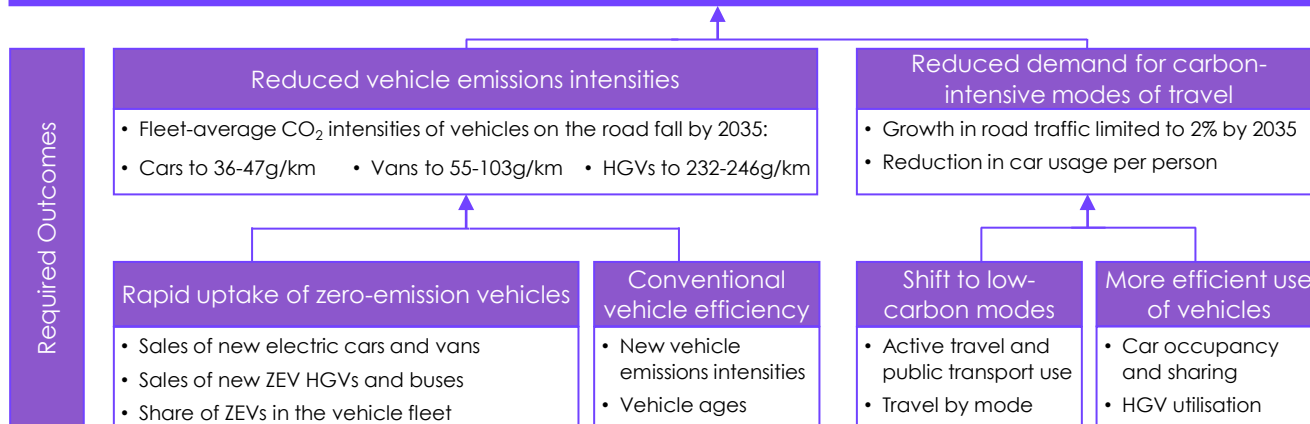 Required Outcomes
Reduced vehicle emissions intensities
• Fleet-average CO₂ intensities of vehicles on the road fall by 2035:
• Cars to 36-47g/km • Vans to 55-103g/km • HGVs to 232-246g/km
Reduced demand for carbon-
intensive modes of travel
• Growth in road traffic limited to 2% by 2035
• Reduction in car usage per person
Rapid uptake of zero-emission vehicles
• Sales of new electric cars and vans
• Sales of new ZEV HGVs and buses
• Share of ZEVs in the vehicle fleet
Conventional
vehicle efficiency
• New vehicle
emissions intensities
• Vehicle ages
Shift to low-
carbon modes
• Active travel and
public transport use
• Travel by mode
More efficient use
of vehicles
• Car occupancy
and sharing
• HGV utilisation